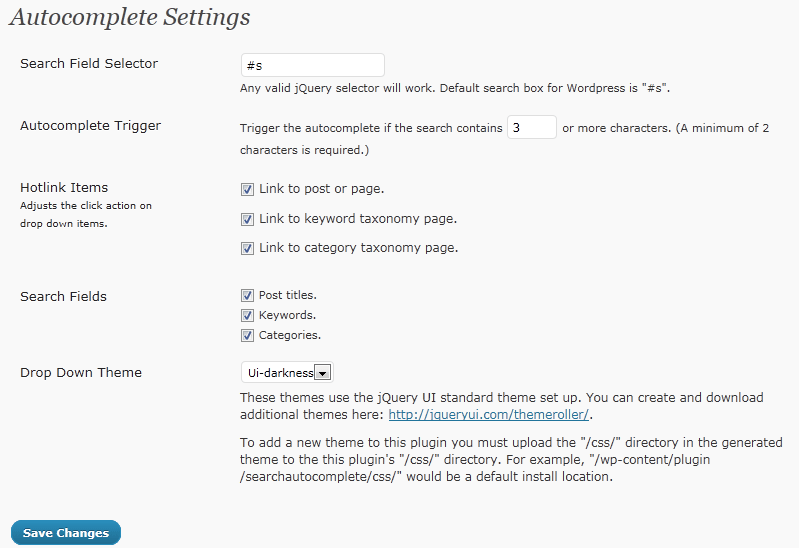 Autocomplete Settings
Search Field Selector
#s
Any valid jQuery selector will work. Default search box for Wordpress is "#s".
Autocomplete Trigger
Trigger the autocomplete if the search contains 3 or more characters. (A minimum of 2
characters is required.)
Hotlink Items
Adjusts the click action on
drop down items.
Link to post or page.
Link to keyword taxonomy page.
Link to category taxonomy page.
Search Fields
Post titles.
Keywords.
Categories.
Drop Down Theme
Ui-darkness
These themes use the jQuery UI standard theme set up. You can create and download
additional themes here: http://jqueryui.com/themeroller/.
To add a new theme to this plugin you must upload the "/css/" directory in the generated
theme to the this plugin's "/css/" directory. For example, "/wp-content/plugin
/searchautocomplete/css/" would be a default install location.
Save Changes